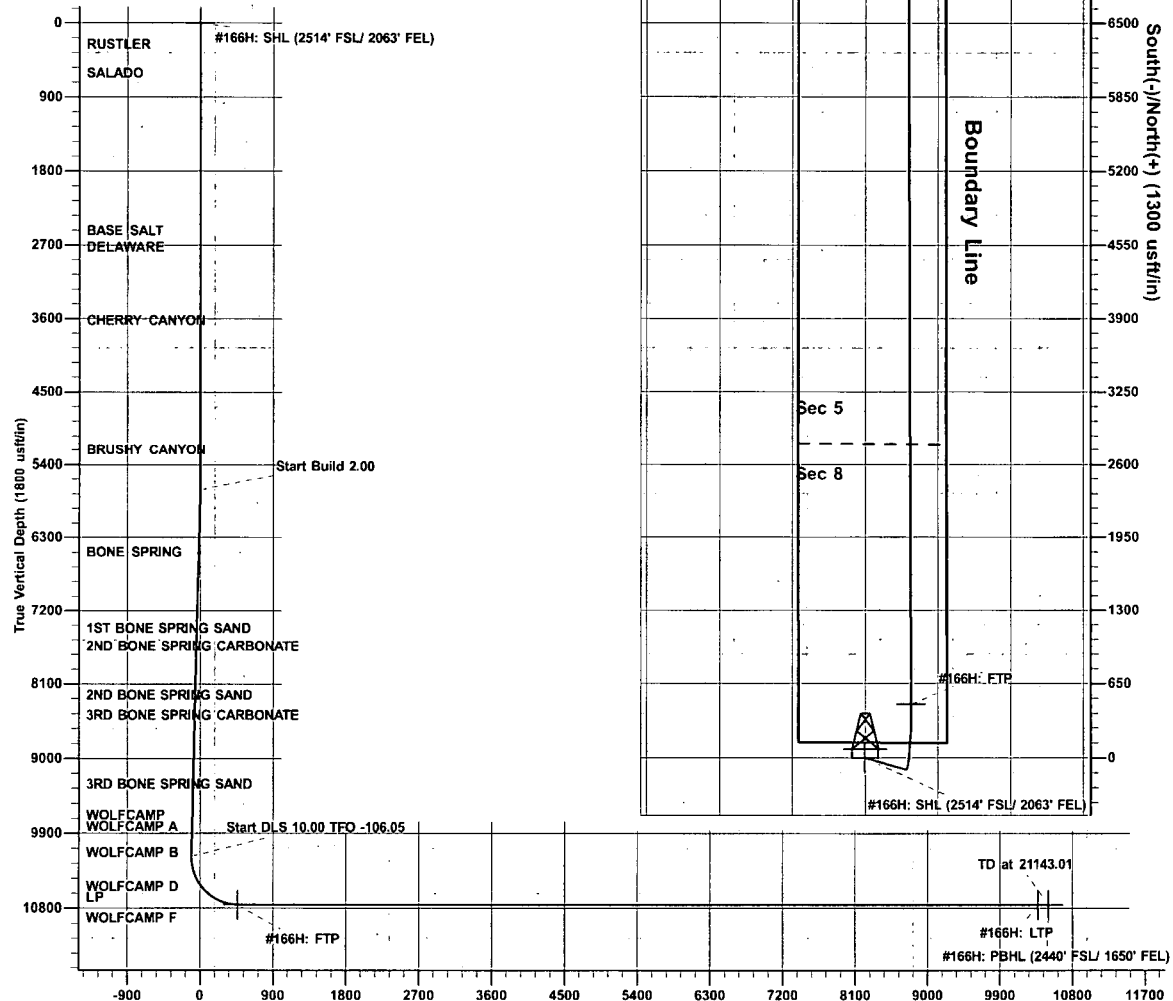 0
#166H: SHL (2514' FSL/ 2063' FEL)
RUSTLER
SALADO
900
1800
BASE SALT
2700
DELAWARE
3600
CHERRY CANYON
4500
BRUSHY CANYON
5400
Start Build 2.00
6300
BONE SPRING
7200
1ST BONE SPRING SAND
2ND BONE SPRING CARBONATE
8100
2ND BONE SPRING SAND
3RD BONE SPRING CARBONATE
9000
3RD BONE SPRING SAND
WOLFCAMP
WOLFCAMP A
Start DLS 10.00 TFO -106.05
9900
WOLFCAMP B
WOLFCAMP D
LP
10800
WOLFCAMP F
#166H: FTP
TD at 21143.01
#166H: LTP
#166H: PBHL (2440' FSL/ 1650' FEL)
-900 0 900 1800 2700 3600 4500 5400 6300 7200 8100 9000 9900 10800 11700
True Vertical Depth (1800 usft/in)
6500
5850
5200
4550
3900
3250
2600
1950
1300
650
0
South(-)/North(+) (1300 usft/in)
Boundary Line
Sec 5
Sec 8
#166H: FTP
#166H: SHL (2514' FSL/ 2063' FEL)